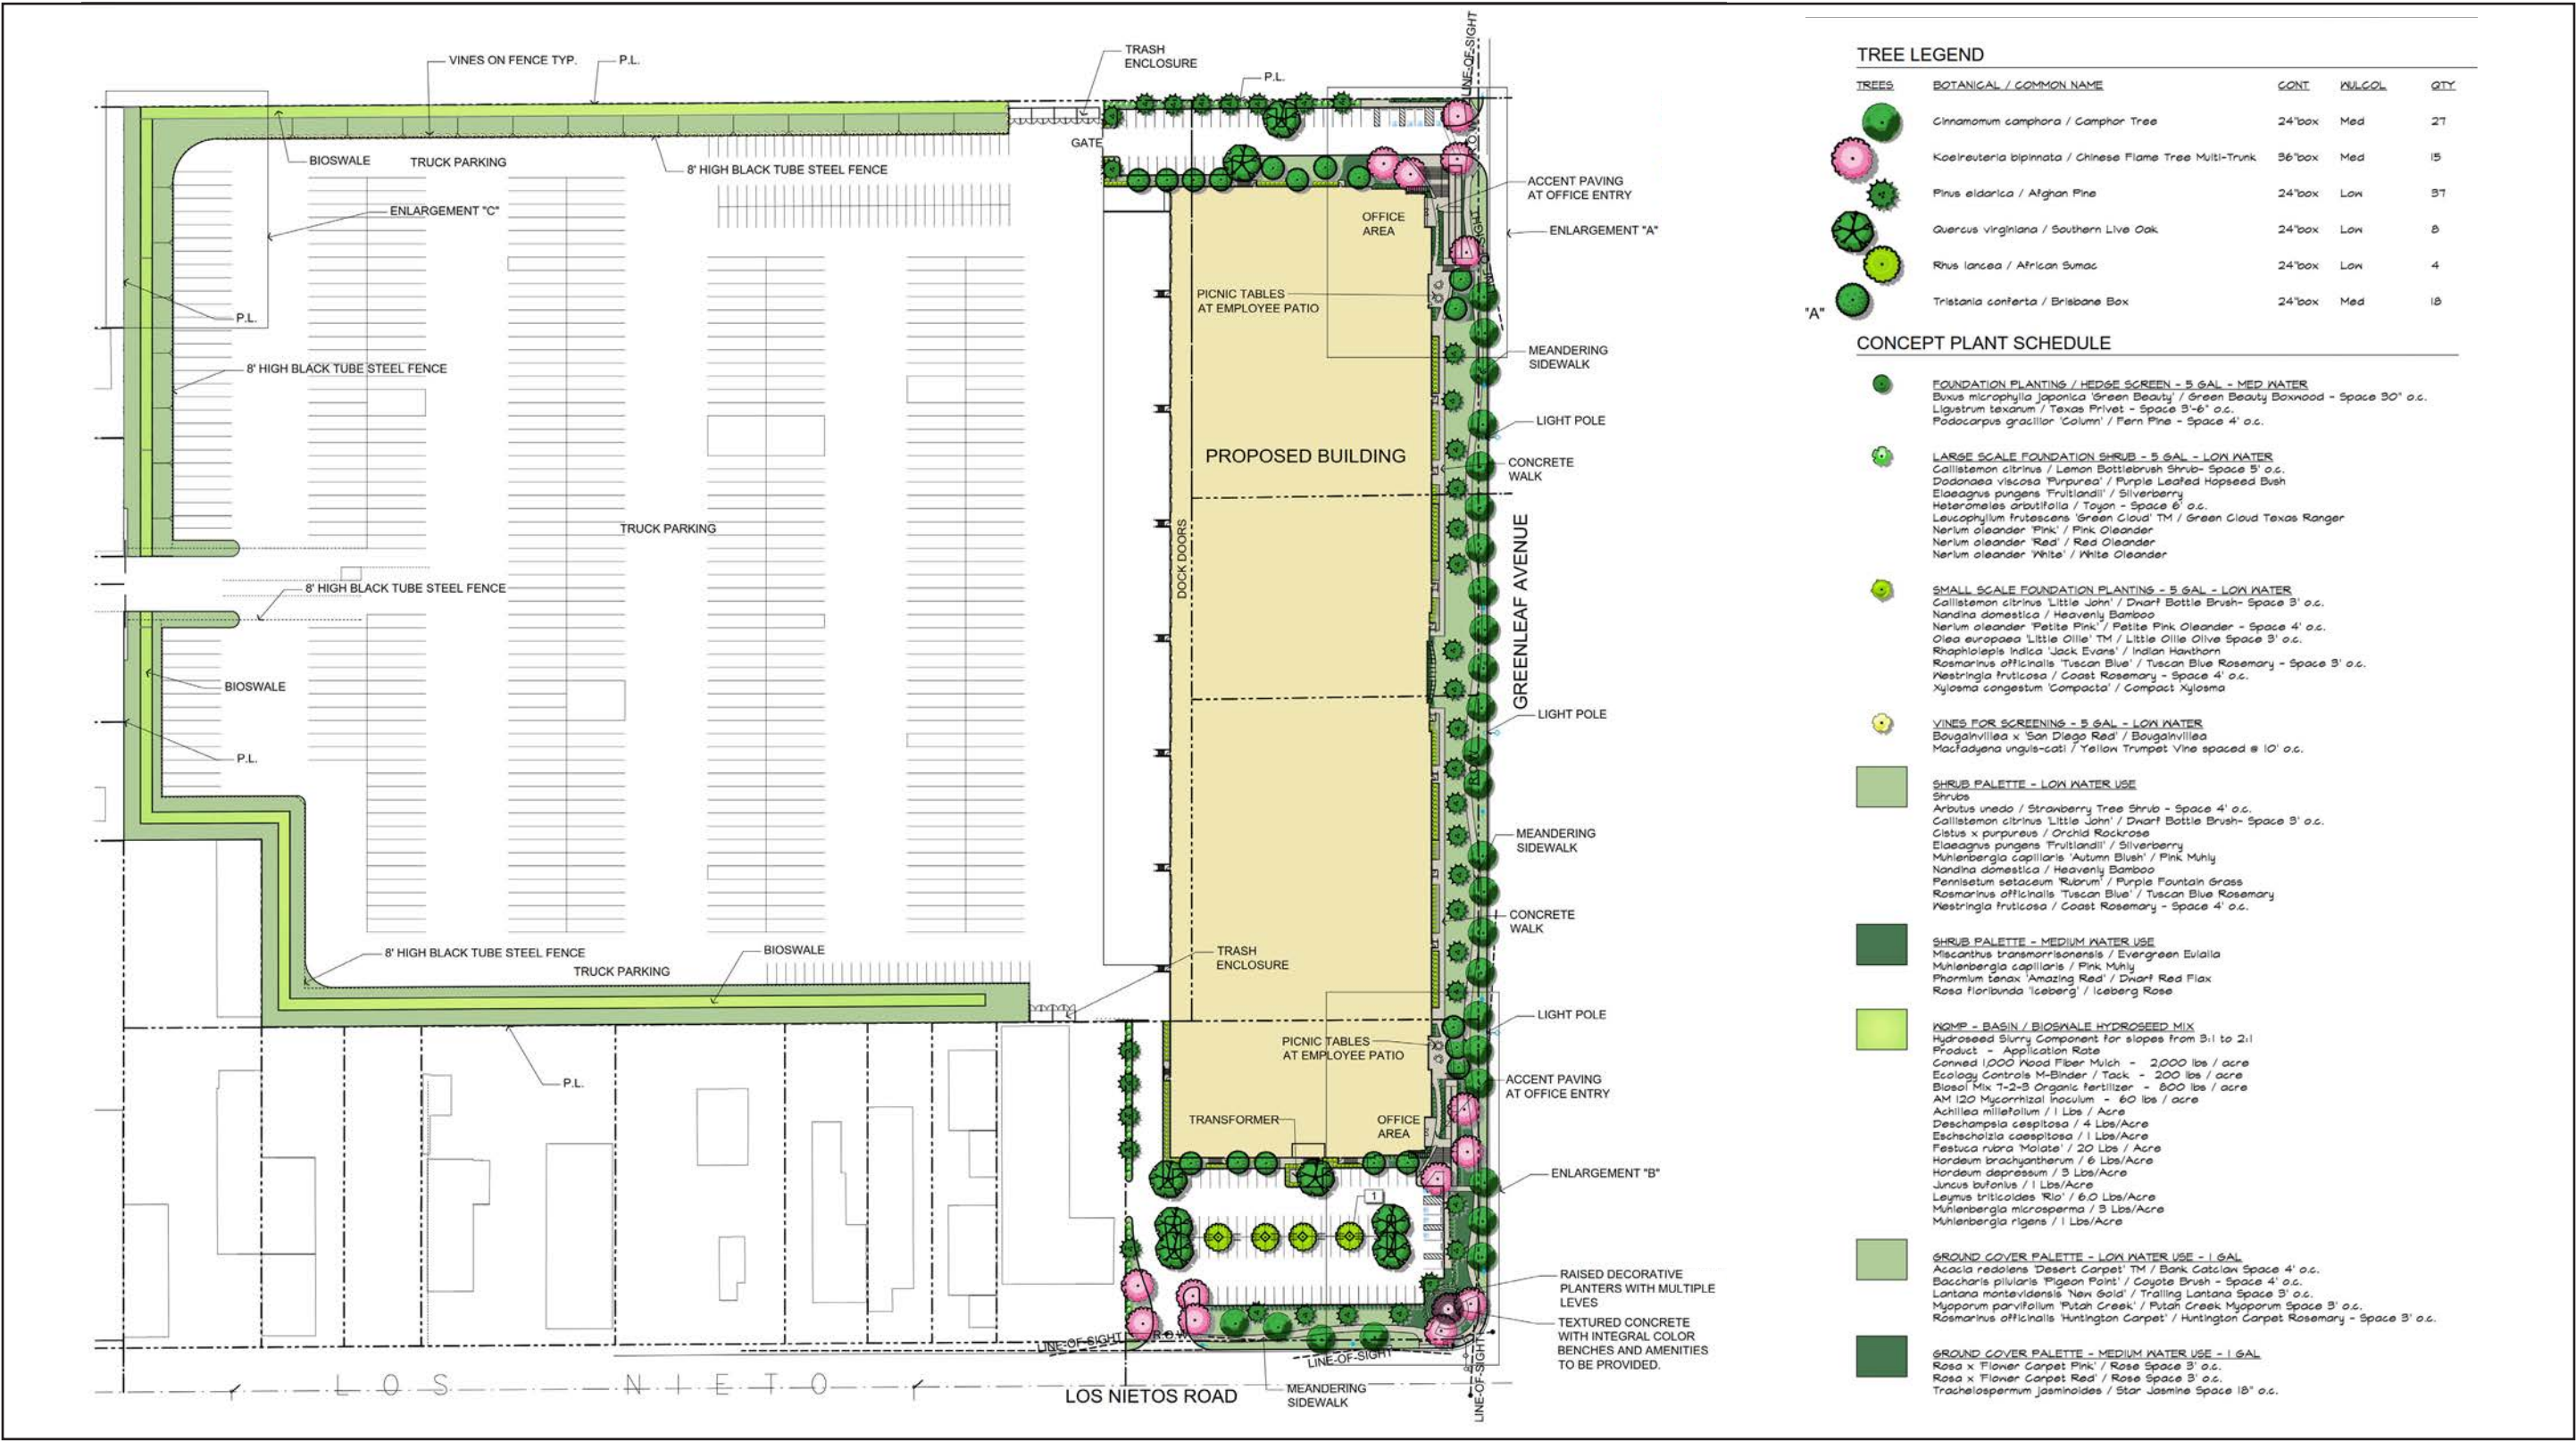 VINES ON FENCE TYP.
P.L.
TRASH
ENCLOSURE
P.L.
LINE-OF-SIGHT
GATE
BIOSWALE
TRUCK PARKING
8' HIGH BLACK TUBE STEEL FENCE
ENLARGEMENT "C"
P.L.
8' HIGH BLACK TUBE STEEL FENCE
ACCENT PAVING
AT OFFICE ENTRY
OFFICE
AREA
ENLARGEMENT "A"
PICNIC TABLES
AT EMPLOYEE PATIO
MEANDERING
SIDEWALK
LIGHT POLE
PROPOSED BUILDING
CONCRETE
WALK
TRUCK PARKING
DOCK DOORS
GREENLEAF AVENUE
8' HIGH BLACK TUBE STEEL FENCE
BIOSWALE
P.L.
LIGHT POLE
MEANDERING
SIDEWALK
CONCRETE
WALK
8' HIGH BLACK TUBE STEEL FENCE
BIOSWALE
TRUCK PARKING
TRASH
ENCLOSURE
LIGHT POLE
PICNIC TABLES
AT EMPLOYEE PATIO
P.L.
ACCENT PAVING
AT OFFICE ENTRY
TRANSFORMER
OFFICE
AREA
ENLARGEMENT "B"
1
RAISED DECORATIVE
PLANTERS WITH MULTIPLE
LEVES
TEXTURED CONCRETE
WITH INTEGRAL COLOR
BENCHES AND AMENITIES
TO BE PROVIDED.
LINE-OF-SIGHT
R.O.W
LINE-OF-SIGHT
LINE-OF-SIGHT
LOS NIETO
LOS NIETOS ROAD
MEANDERING
SIDEWALK
TREE LEGEND
TREES BOTANICAL / COMMON NAME CONT WULCOL QTY
Cinnamomum camphora / Camphor Tree 24"box Med 27
Koelreuteria bipinnata / Chinese Flame Tree Multi-Trunk 36"box Med 15
Pinus eldarica / Afghan Pine 24"box Low 37
Quercus virginiana / Southern Live Oak 24"box Low 8
Rhus lancea / African Sumac 24"box Low 4
"A"
Tristania conferta / Brisbane Box 24"box Med 18
CONCEPT PLANT SCHEDULE
FOUNDATION PLANTING / HEDGE SCREEN - 5 GAL - MED WATER
Buxus microphylla japonica 'Green Beauty' / Green Beauty Boxwood - Space 30" o.c.
Ligustrum texanum / Texas Privet - Space 3'-6" o.c.
Podocarpus gracilior 'Column' / Fern Pine - Space 4' o.c.
LARGE SCALE FOUNDATION SHRUB - 5 GAL - LOW WATER
Callistemon citrinus / Lemon Bottlebrush Shrub- Space 5' o.c.
Dodonaea viscosa 'Purpurea' / Purple Leafed Hopseed Bush
Elaeagnus pungens 'Fruitlandii' / Silverberry
Heteromeles arbutifolia / Toyon - Space 6' o.c.
Leucophyllum frutescens 'Green Cloud' TM / Green Cloud Texas Ranger
Nerium oleander 'Pink' / Pink Oleander
Nerium oleander 'Red' / Red Oleander
Nerium oleander 'White' / White Oleander
SMALL SCALE FOUNDATION PLANTING - 5 GAL - LOW WATER
Callistemon citrinus 'Little John' / Dwarf Bottle Brush- Space 3' o.c.
Nandina domestica / Heavenly Bamboo
Nerium oleander 'Petite Pink' / Petite Pink Oleander - Space 4' o.c.
Olea europaea 'Little Ollie' TM / Little Ollie Olive Space 3' o.c.
Rhaphiolepis indica 'Jack Evans' / Indian Hawthorn
Rosmarinus officinalis 'Tuscan Blue' / Tuscan Blue Rosemary - Space 3' o.c.
Westringia fruticosa / Coast Rosemary - Space 4' o.c.
Xylosma congestum 'Compacta' / Compact Xylosma
VINES FOR SCREENING - 5 GAL - LOW WATER
Bougainvillea x 'San Diego Red' / Bougainvillea
Macfadyena unguis-cati / Yellow Trumpet Vine spaced @ 10' o.c.
SHRUB PALETTE - LOW WATER USE
Shrubs
Arbutus unedo / Strawberry Tree Shrub - Space 4' o.c.
Callistemon citrinus 'Little John' / Dwarf Bottle Brush- Space 3' o.c.
Cistus x purpureus / Orchid Rockrose
Elaeagnus pungens 'Fruitlandii' / Silverberry
Muhlenbergia capillaris 'Autumn Blush' / Pink Muhly
Nandina domestica / Heavenly Bamboo
Pennisetum setaceum 'Rubrum' / Purple Fountain Grass
Rosmarinus officinalis 'Tuscan Blue' / Tuscan Blue Rosemary
Westringia fruticosa / Coast Rosemary - Space 4' o.c.
SHRUB PALETTE - MEDIUM WATER USE
Miscanthus transmorrisonensis / Evergreen Eulalia
Muhlenbergia capillaris / Pink Muhly
Phormium tenax 'Amazing Red' / Dwarf Red Flax
Rosa floribunda 'Iceberg' / Iceberg Rose
WQMP - BASIN / BIOSWALE HYDROSEED MIX
Hydroseed Slurry Component for slopes from 3:1 to 2:1
Product - Application Rate
Conwed 1,000 Wood Fiber Mulch - 2,000 lbs / acre
Ecology Controls M-Binder / Tack - 200 lbs / acre
Biosol Mix 7-2-3 Organic fertilizer - 800 lbs / acre
AM 120 Mycorrhizal Inoculum - 60 lbs / acre
Achillea millefolium / 1 Lbs / Acre
Deschampsia cespitosa / 4 Lbs/Acre
Eschscholzia caespitosa / 1 Lbs/Acre
Festuca rubra 'Molate' / 20 Lbs / Acre
Hordeum brachyantherum / 6 Lbs/Acre
Hordeum depressum / 3 Lbs/Acre
Juncus bufonius / 1 Lbs/Acre
Leymus triticoides 'Rio' / 6.0 Lbs/Acre
Muhlenbergia microsperma / 3 Lbs/Acre
Muhlenbergia rigens / 1 Lbs/Acre
GROUND COVER PALETTE - LOW WATER USE - 1 GAL
Acacia redolens 'Desert Carpet' TM / Bank Catclaw Space 4' o.c.
Baccharis pilularis 'Pigeon Point' / Coyote Brush - Space 4' o.c.
Lantana montevidensis 'New Gold' / Trailing Lantana Space 3' o.c.
Myoporum parvifolium 'Putah Creek' / Putah Creek Myoporum Space 3' o.c.
Rosmarinus officinalis 'Huntington Carpet' / Huntington Carpet Rosemary - Space 3' o.c.
GROUND COVER PALETTE - MEDIUM WATER USE - 1 GAL
Rosa x 'Flower Carpet Pink' / Rose Space 3' o.c.
Rosa x 'Flower Carpet Red' / Rose Space 3' o.c.
Trachelospermum jasminoides / Star Jasmine Space 18" o.c.